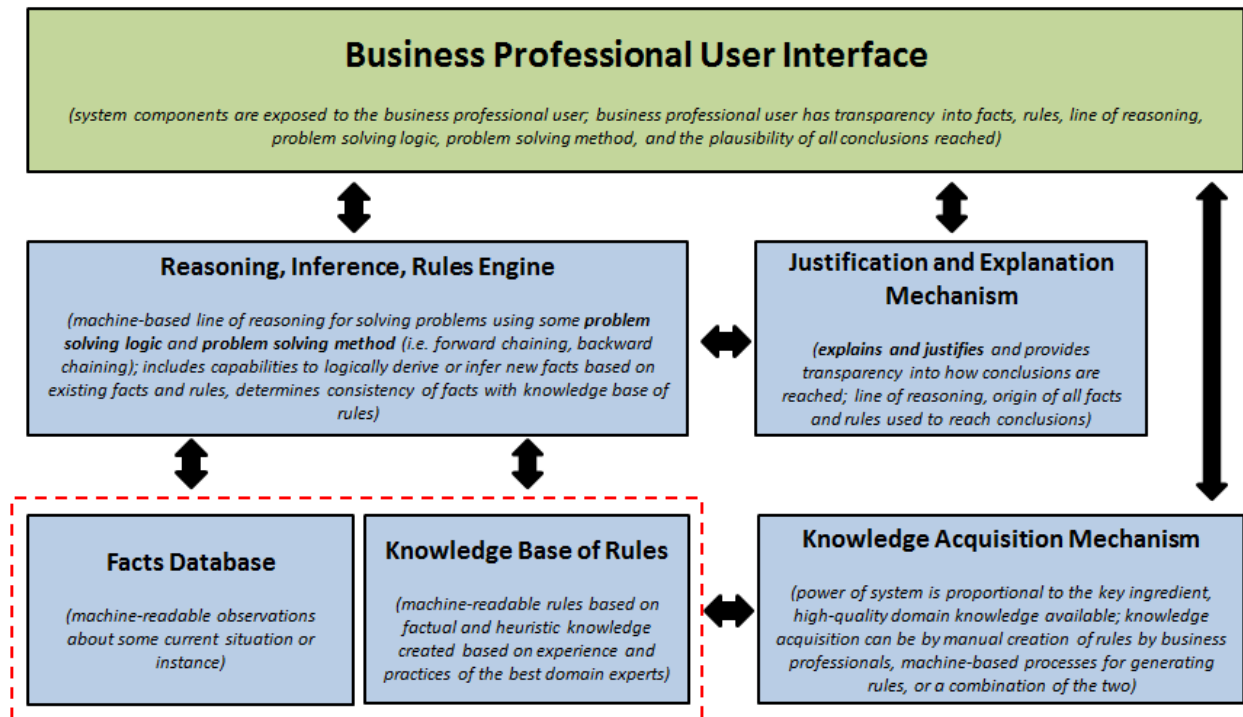 Business Professional User Interface
(system components are exposed to the business professional user; business professional user has transparency into facts, rules, line of reasoning,
problem solving logic, problem solving method, and the plausibility of all conclusions reached)
Reasoning, Inference, Rules Engine
(machine-based line of reasoning for solving problems using some problem
solving logic and problem solving method (i.e. forward chaining, backward
chaining); includes capabilities to logically derive or infer new facts based on
existing facts and rules, determines consistency of facts with knowledge base of
rules)
Justification and Explanation
Mechanism
(explains and justifies and provides
transparency into how conclusions are
reached; line of reasoning, origin of all facts
and rules used to reach conclusions)
Facts Database
(machine-readable observations
about some current situation or
instance)
Knowledge Base of Rules
(machine-readable rules based on
factual and heuristic knowledge
created based on experience and
practices of the best domain experts)
Knowledge Acquisition Mechanism
(power of system is proportional to the key ingredient,
high-quality domain knowledge available; knowledge
acquisition can be by manual creation of rules by business
professionals, machine-based processes for generating
rules, or a combination of the two)